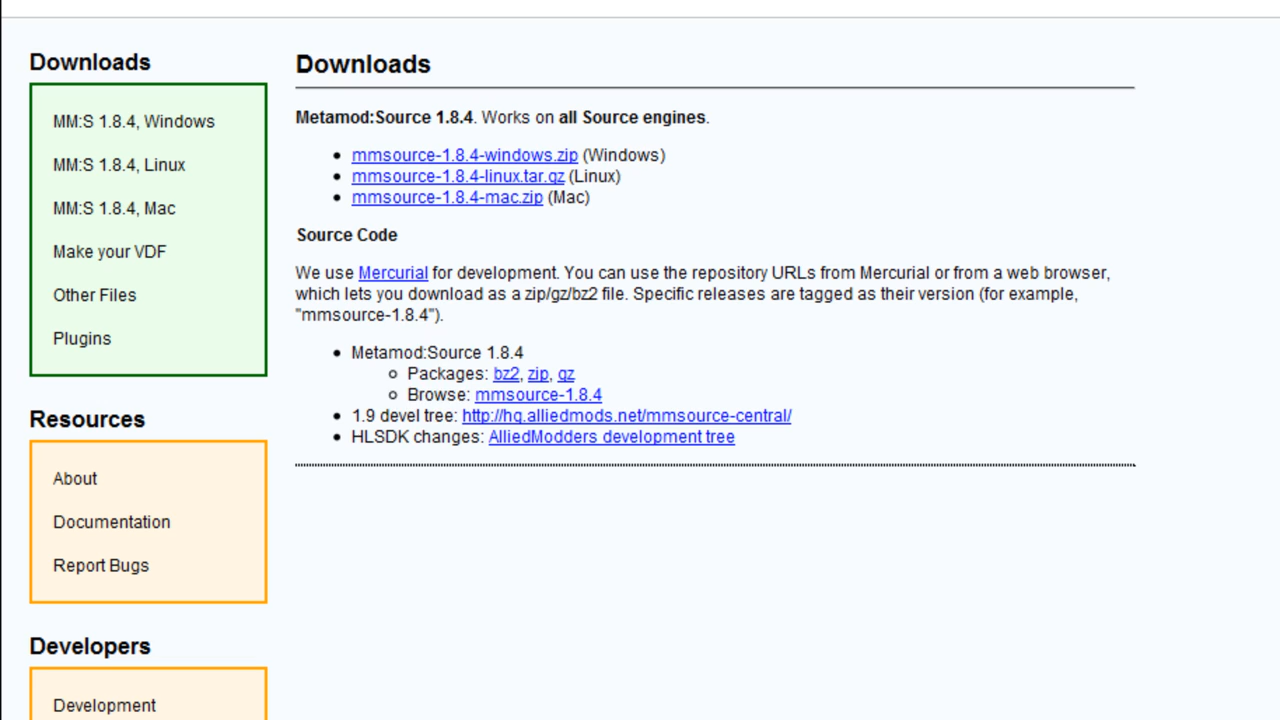 Downloads
MM:S 1.8.4, Windows
MM:S 1.8.4, Linux
MM:S 1.8.4, Mac
Make your VDF
Other Files
Plugins
Resources
About
Documentation
Report Bugs
Developers
Development
Downloads
Metamod:Source 1.8.4. Works on all Source engines.
• mmsource-1.8.4-windows.zip (Windows)
• mmsource-1.8.4-linux.tar.gz (Linux)
• mmsource-1.8.4-mac.zip (Mac)
Source Code
We use Mercurial for development. You can use the repository URLs from Mercurial or from a web browser,
which lets you download as a zip/gz/bz2 file. Specific releases are tagged as their version (for example,
"mmsource-1.8.4").
• Metamod:Source 1.8.4
○ Packages: bz2, zip, gz
○ Browse: mmsource-1.8.4
• 1.9 devel tree: http://hg.alliedmods.net/mmsource-central/
• HLSDK changes: AlliedModders development tree